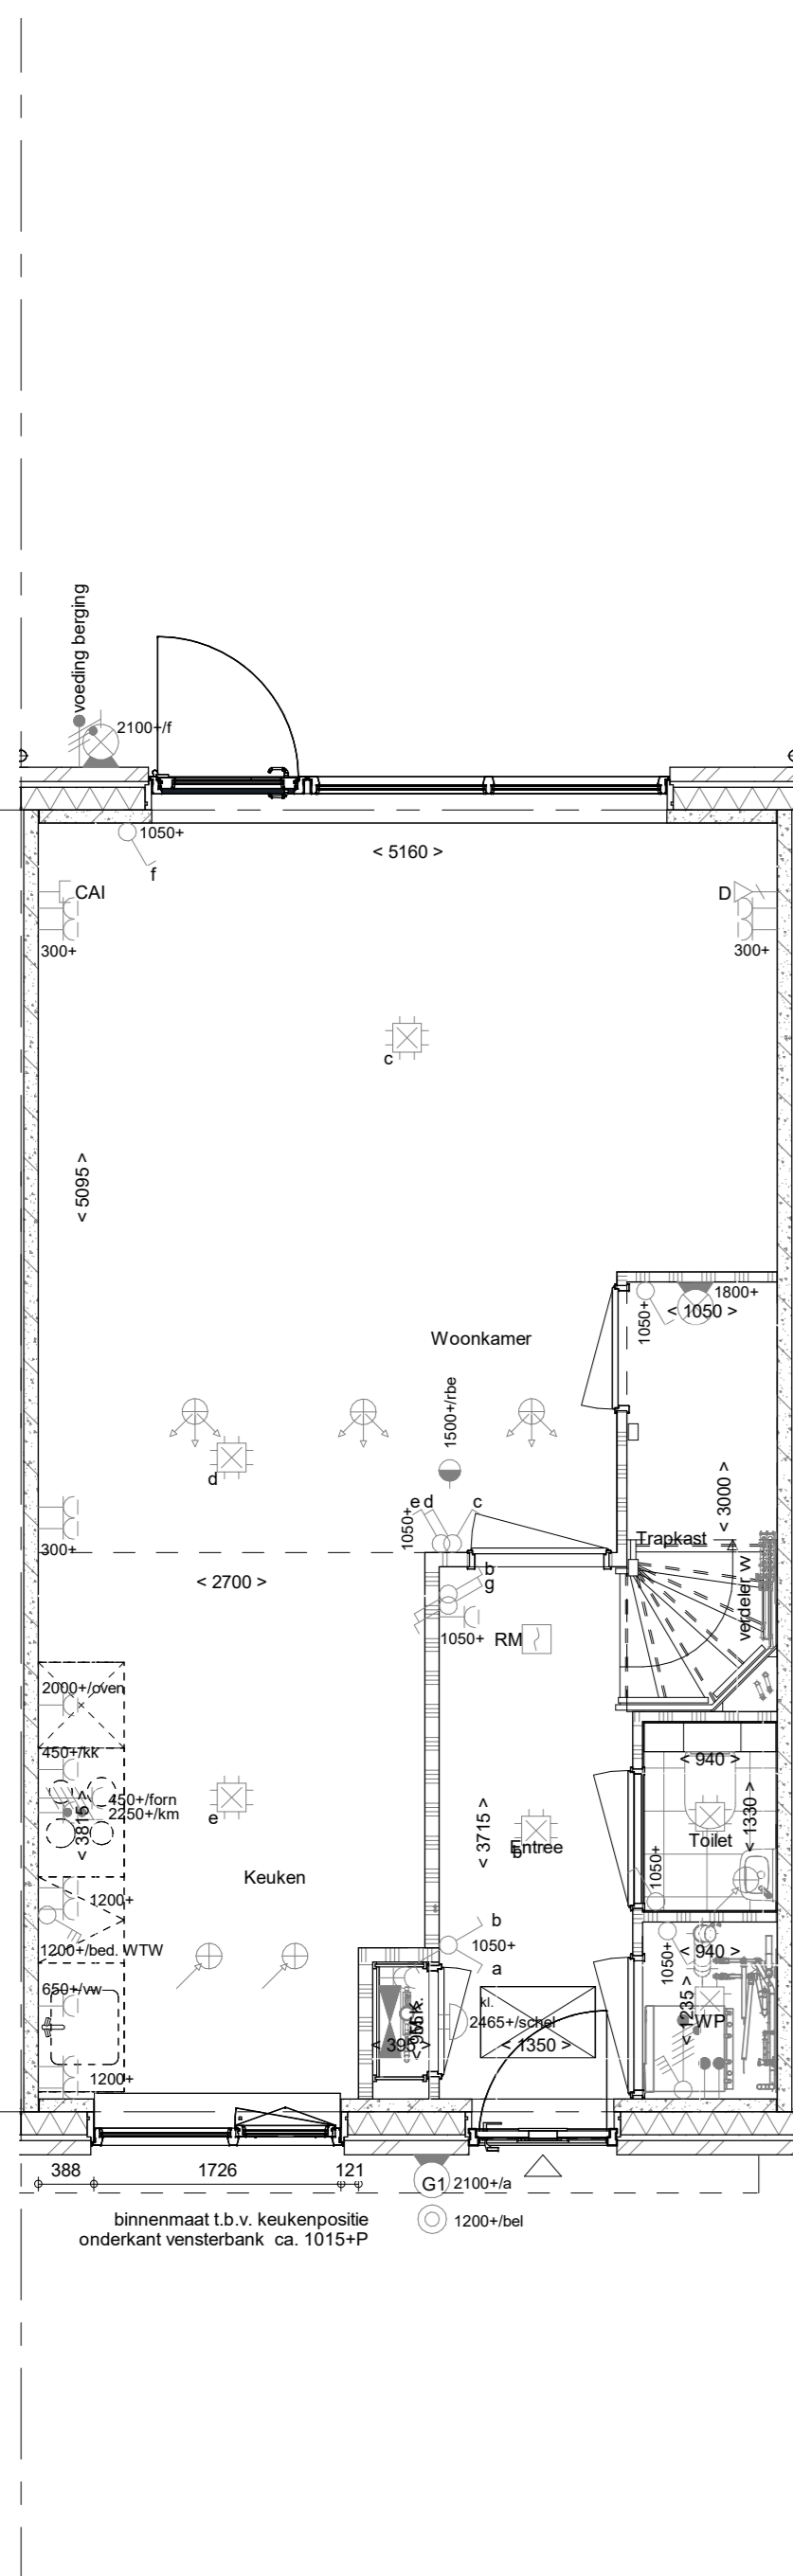 voeding berging
2100+/f
1050+
f
< 5160 >
CAI
D
300+
300+
c
< 5095 >
1800+
1050+
< 1050 >
Woonkamer
1500+/rbe
d
< 3000 >
e d
c
1050+
Trapkast
300+
< 2700 >
b
g
verdeler w
1050+
RM
2000+/oven
450+/kk
< 940 >
450+/forn
2250+/km
< 3815 >
e
< 3715 >
< 1330 >
Toilet
Entree
b
1050+
Keuken
1200+
b
1050+
a
1200+/bed. WTW
1050+
< 940 >
650+/vw
kl.
2465+/schel
< 1235 >
WP
< 395 >
< 1350 >
1200+
388
1726
121
G1
2100+/a
binnenmaat t.b.v. keukenpositie
onderkant vensterbank ca. 1015+P
1200+/bel